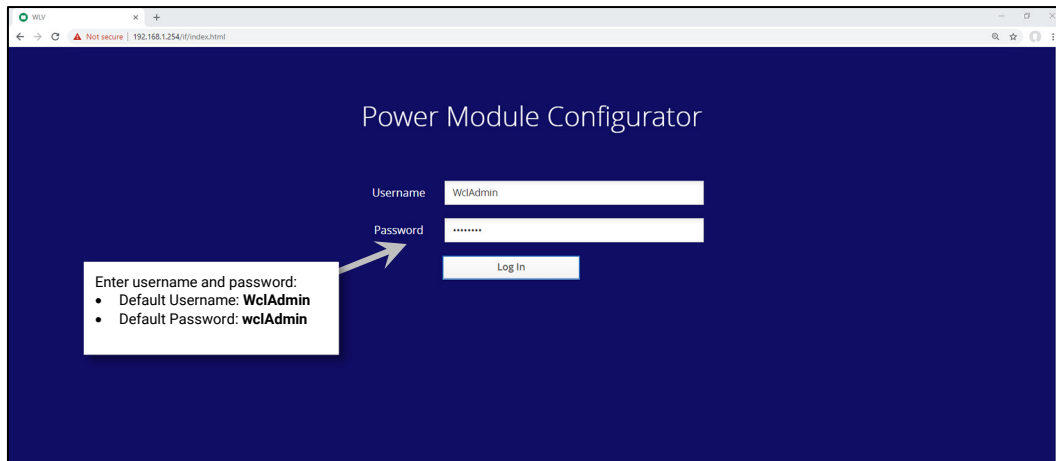 WLV
Not secure | 192.168.1.254/if/index.html
Power Module Configurator
Username WclAdmin
Password ••••••••
Log In
Enter username and password:
• Default Username: WclAdmin
• Default Password: wclAdmin